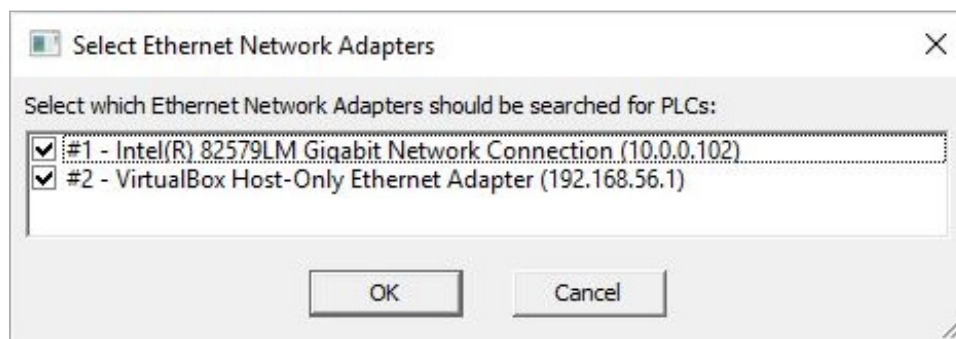 Select Ethernet Network Adapters
Select which Ethernet Network Adapters should be searched for PLCs:
#1 - Intel(R) 82579LM Gigabit Network Connection (10.0.0.102)
#2 - VirtualBox Host-Only Ethernet Adapter (192.168.56.1)
OK Cancel